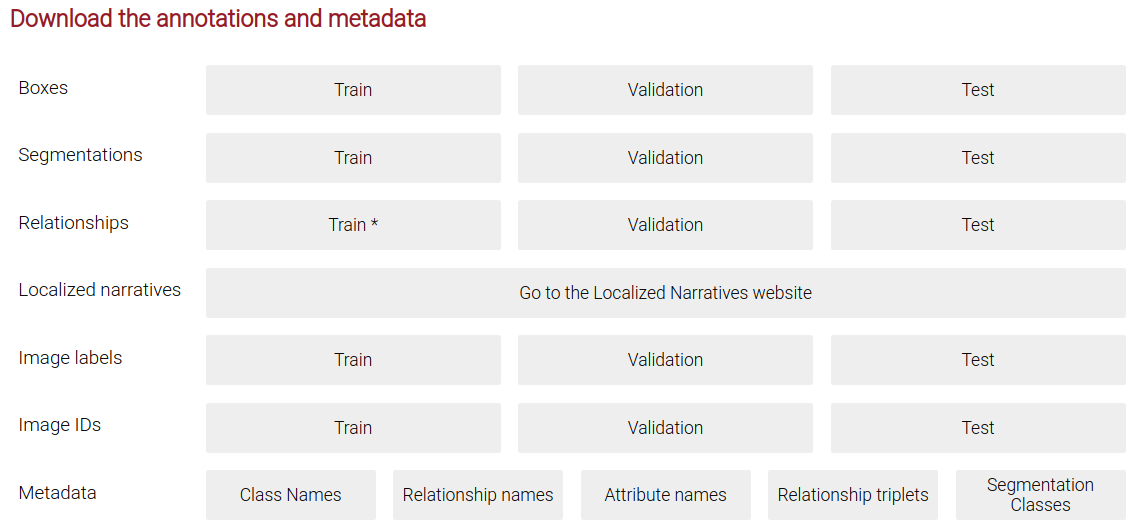 Download the annotations and metadata
Boxes Train Validation Test
Segmentations Train Validation Test
Relationships Train * Validation Test
Localized narratives Go to the Localized Narratives website
Image labels Train Validation Test
Image IDs Train Validation Test
Metadata Class Names Relationship names Attribute names Relationship triplets Segmentation
Classes